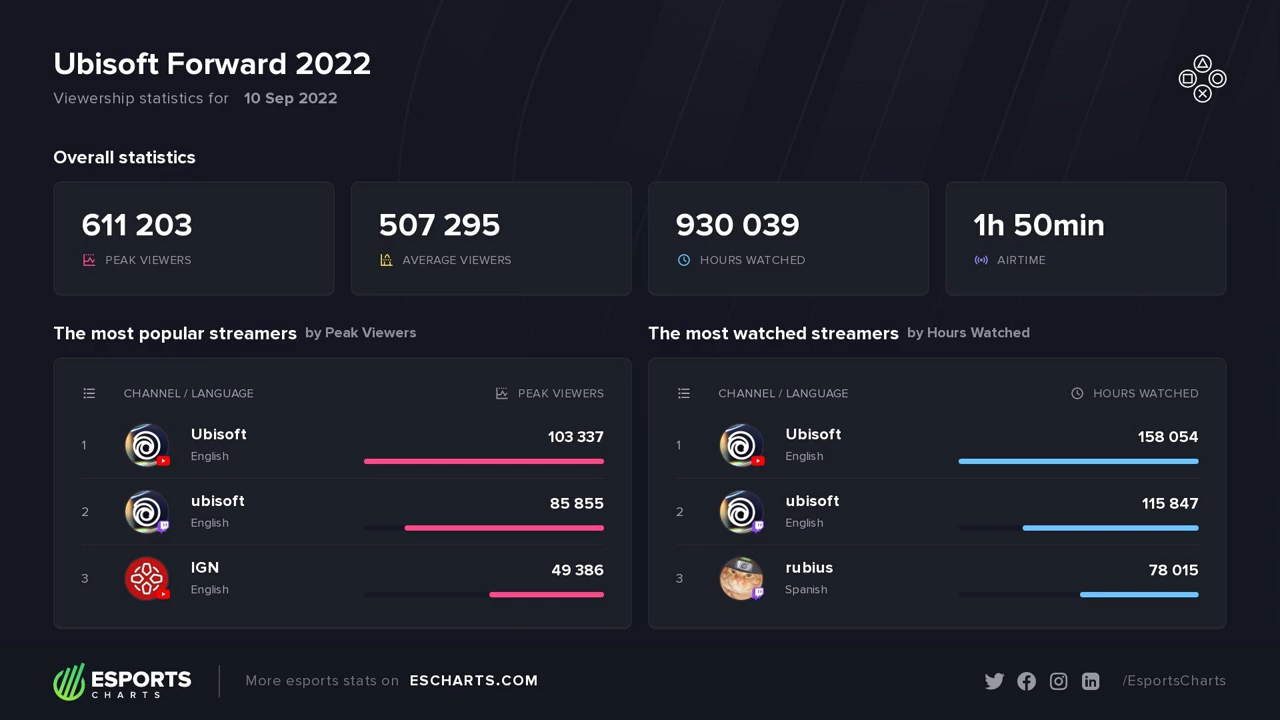 Ubisoft Forward 2022
Viewership statistics for 10 Sep 2022
Overall statistics
611 203
PEAK VIEWERS
507 295
AVERAGE VIEWERS
930 039
HOURS WATCHED
1h 50min
AIRTIME
The most popular streamers by Peak Viewers
CHANNEL / LANGUAGE PEAK VIEWERS
1 Ubisoft 103 337
English
2 ubisoft 85 855
English
3 IGN 49 386
English
The most watched streamers by Hours Watched
CHANNEL / LANGUAGE HOURS WATCHED
1 Ubisoft 158 054
English
2 ubisoft 115 847
English
3 rubius 78 015
Spanish
ESPORTS
CHARTS
More esports stats on ESCHARTS.COM
/EsportsCharts